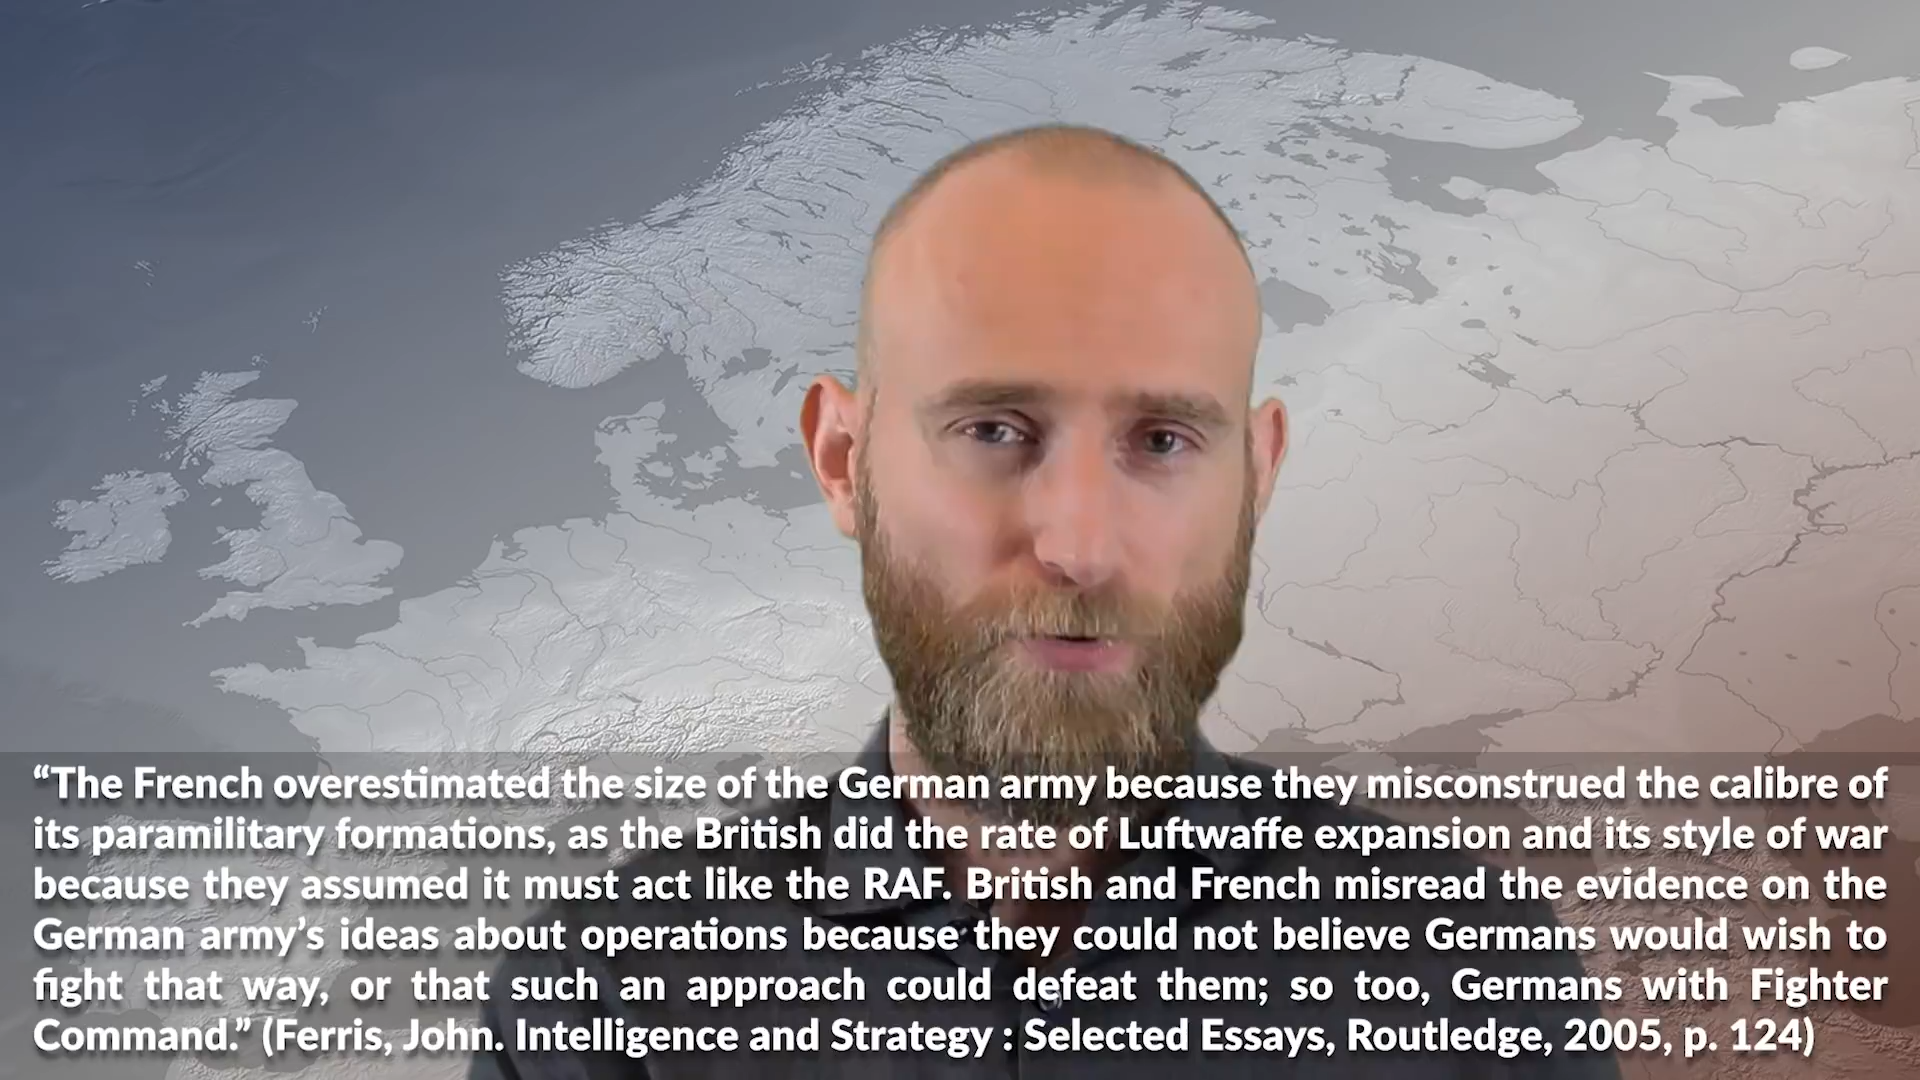 “The French overestimated the size of the German army because they misconstrued the calibre of
its paramilitary formations, as the British did the rate of Luftwaffe expansion and its style of war
because they assumed it must act like the RAF. British and French misread the evidence on the
German army’s ideas about operations because they could not believe Germans would wish to
fight that way, or that such an approach could defeat them; so too, Germans with Fighter
Command.” (Ferris, John. Intelligence and Strategy : Selected Essays, Routledge, 2005, p. 124)